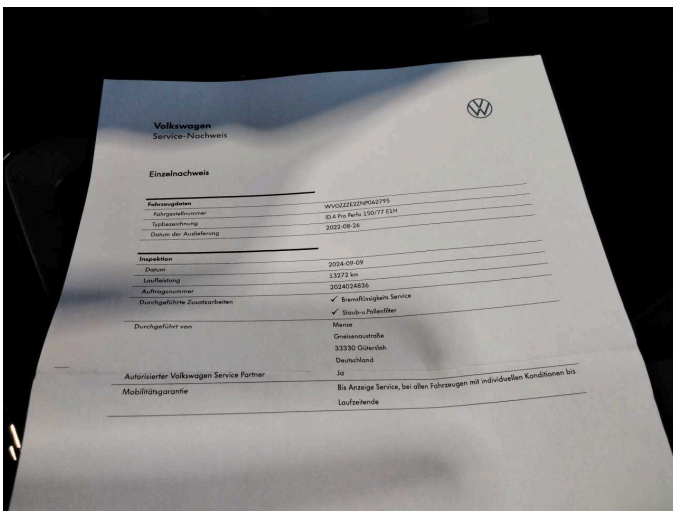 Volkswagen
Service-Nachweis
Einzelnachweis
Fahrzeugdaten
Fahrgestellnummer WVGZZZE2ZNP062795
Typbezeichnung ID.4 Pro Perfo 150/77 E1H
Datum der Auslieferung 2022-08-26
Inspektion
Datum 2024-09-09
Laufleistung 13272 km
Auftragsnummer 2024024836
Durchgeführte Zusatzarbeiten ✓ Bremsflüssigkeits Service
✓ Staub-u.Pollenfilter
Durchgeführt von Mense
Gneisenaustraße
33330 Gütersloh
Deutschland
Autorisierter Volkswagen Service Partner Ja
Mobilitätsgarantie Bis Anzeige Service, bei allen Fahrzeugen mit individuellen Konditionen bis
Laufzeitende